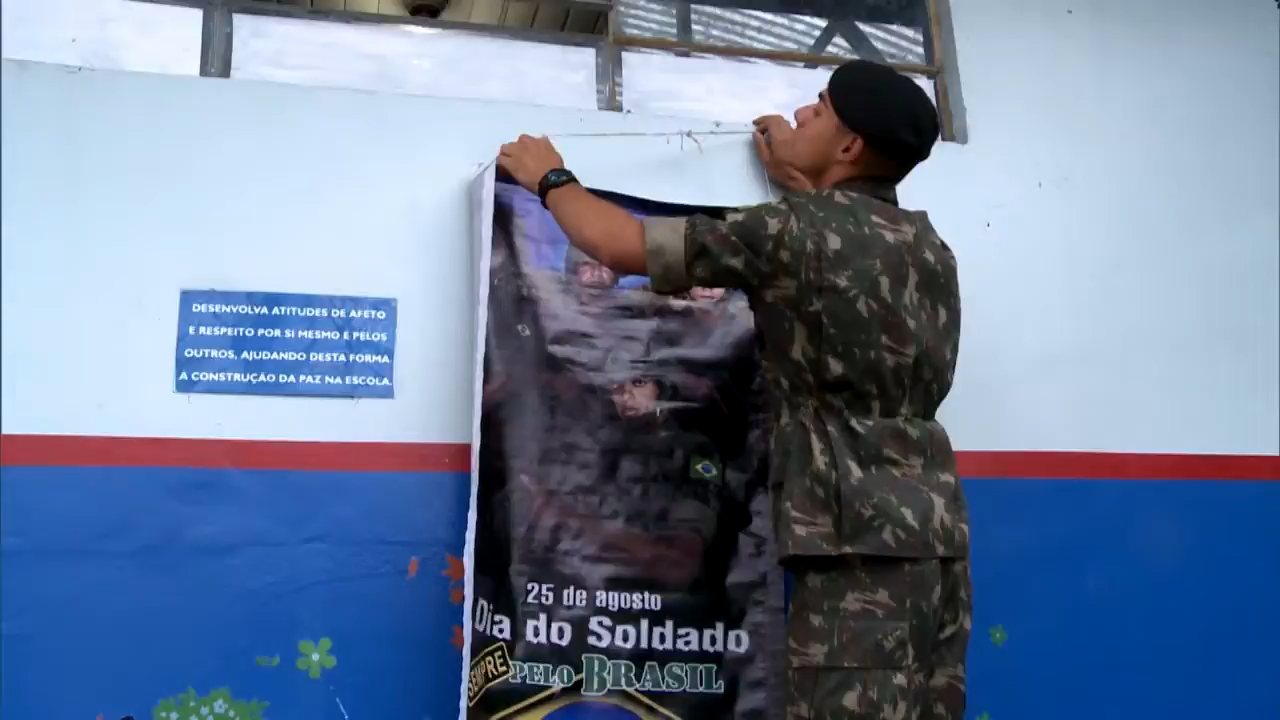 DESENVOLVA ATITUDES DE AFETO
E RESPEITO POR SI MESMO E PELOS
OUTROS, AJUDANDO DESTA FORMA
A CONSTRUÇÃO DA PAZ NA ESCOLA.
25 de agosto
Dia do Soldado
SEMPRE
PELO BRASIL